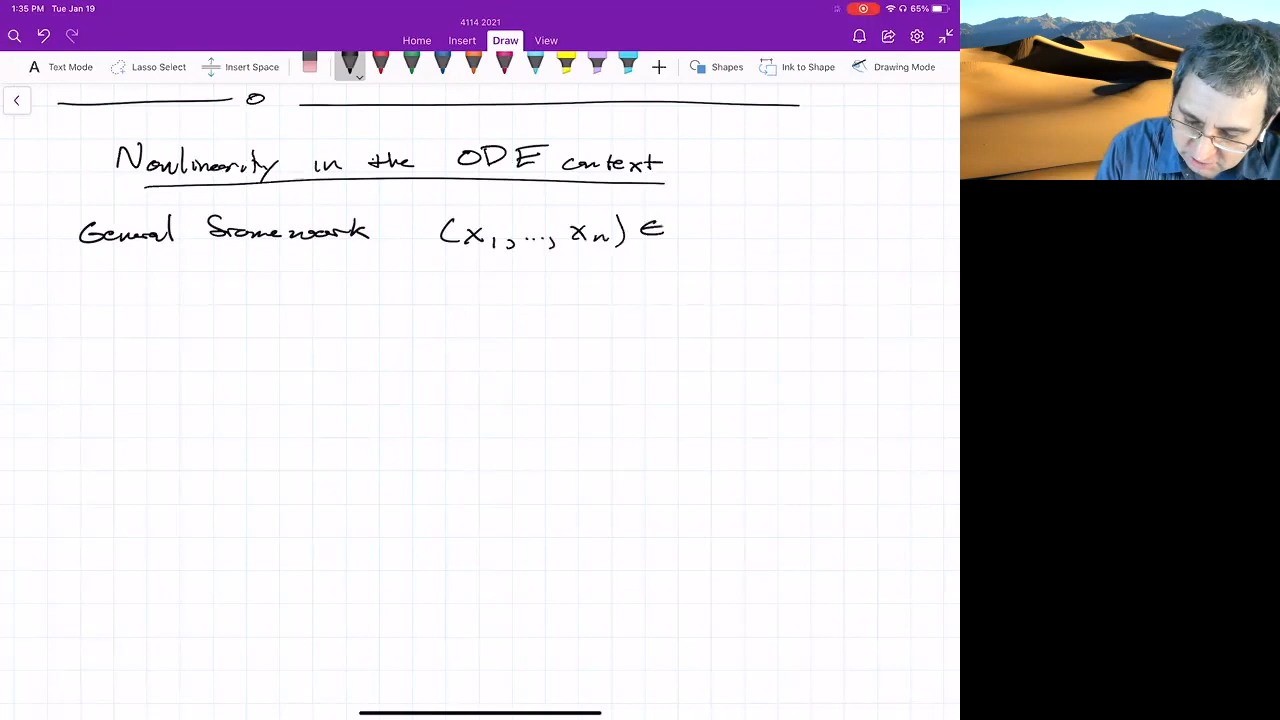 1:35 PM Tue Jan 19
65%
4114 2021
Home Insert Draw View
A Text Mode Lasso Select Insert Space Shapes Ink to Shape Drawing Mode
Nonlinearity in the ODE context
General Framework (x₁, ..., xₙ) ∈